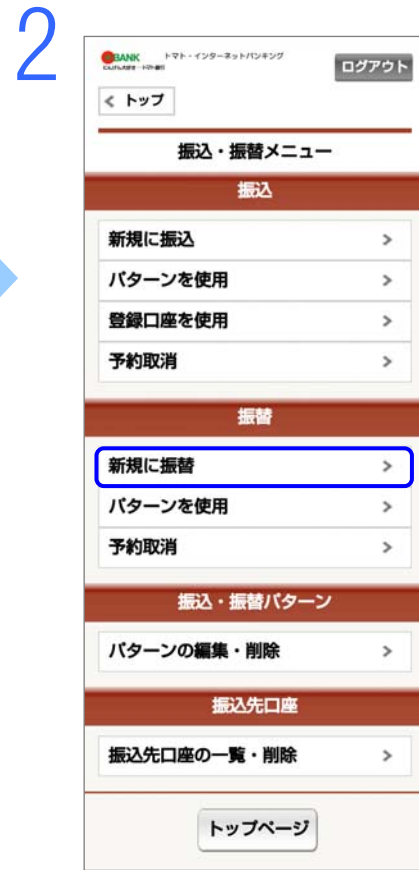 2
BANK トマト・インターネットバンキング
ログアウト
< トップ
振込・振替メニュー
振込
新規に振込 >
パターンを使用 >
登録口座を使用 >
予約取消 >
振替
新規に振替 >
パターンを使用 >
予約取消 >
振込・振替パターン
パターンの編集・削除 >
振込先口座
振込先口座の一覧・削除 >
トップページ